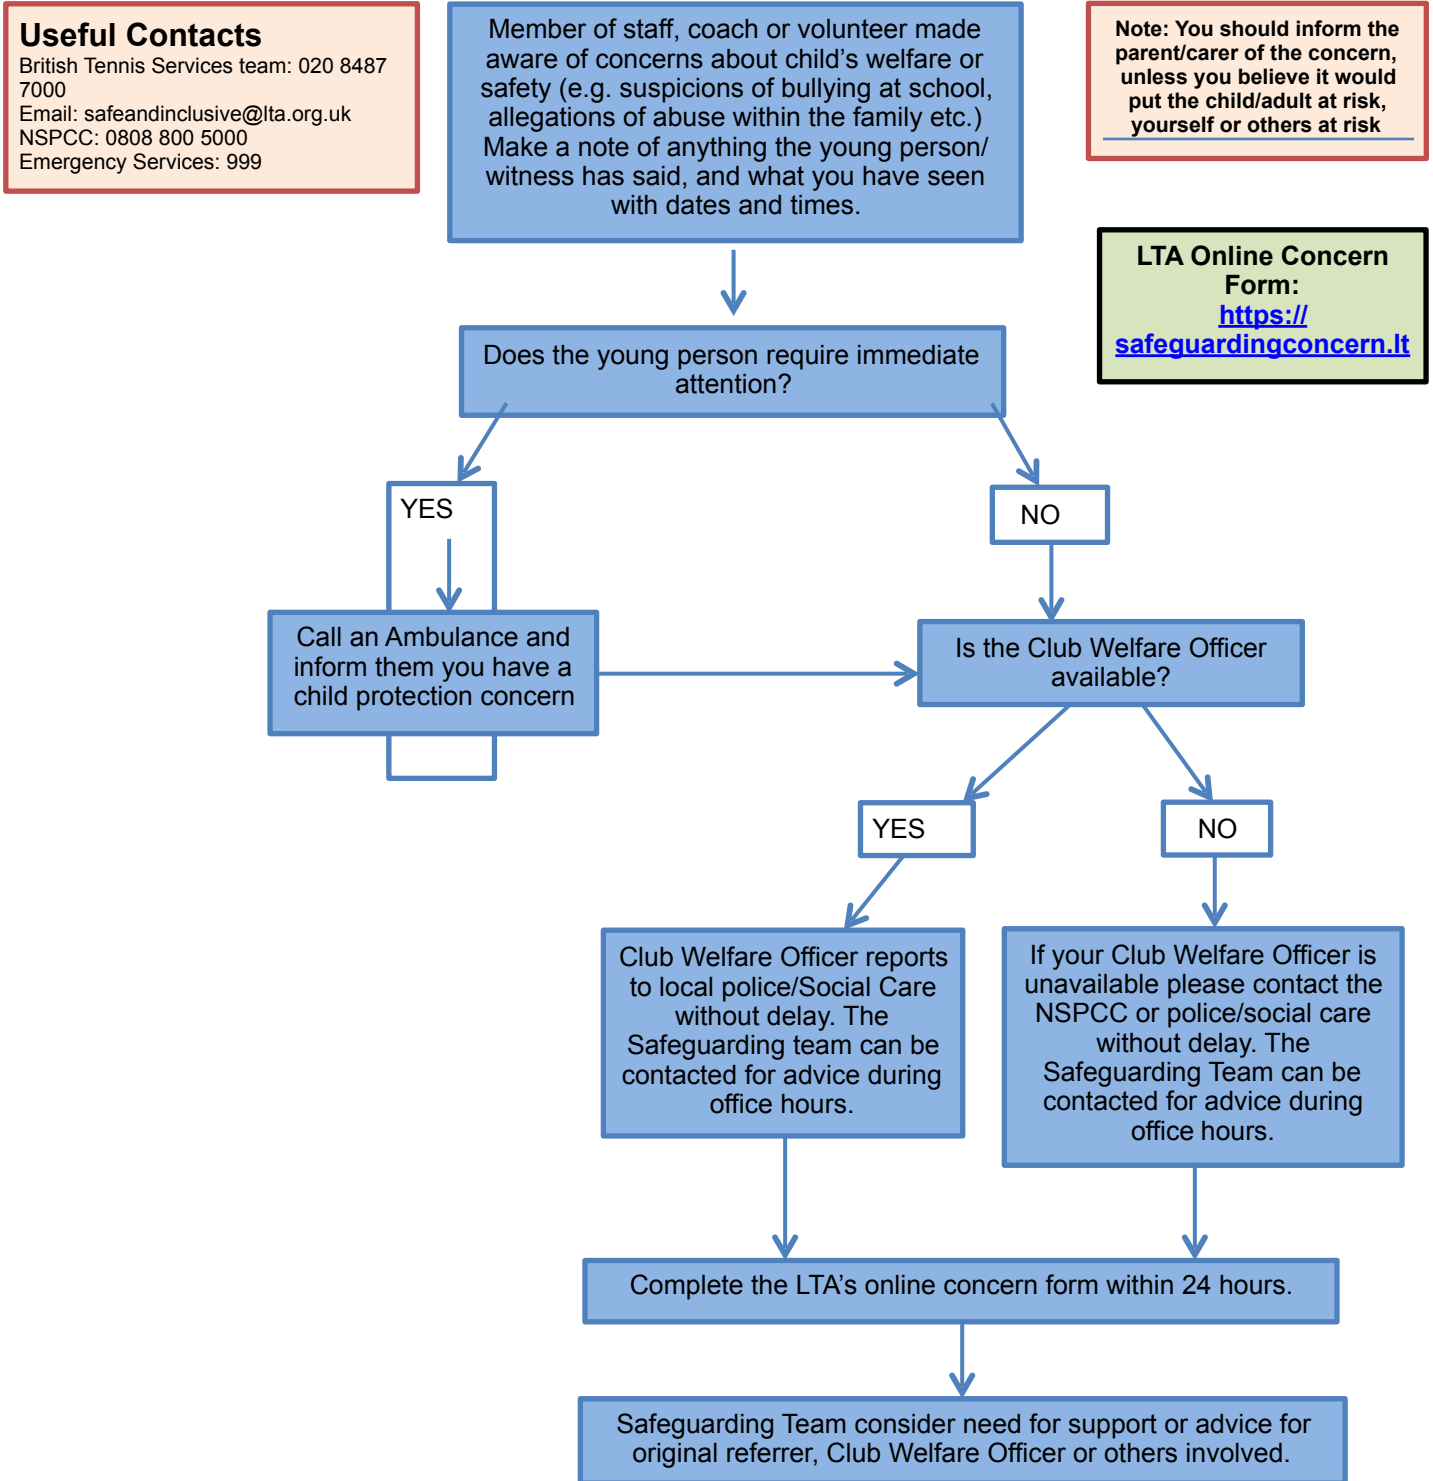 Useful Contacts
British Tennis Services team: 020 8487
7000
Email: safeandinclusive@lta.org.uk
NSPCC: 0808 800 5000
Emergency Services: 999
Member of staff, coach or volunteer made
aware of concerns about child’s welfare or
safety (e.g. suspicions of bullying at school,
allegations of abuse within the family etc.)
Make a note of anything the young person/
witness has said, and what you have seen
with dates and times.
Note: You should inform the
parent/carer of the concern,
unless you believe it would
put the child/adult at risk,
yourself or others at risk
LTA Online Concern
Form:
https://
safeguardingconcern.lt
Does the young person require immediate
attention?
YES
NO
Call an Ambulance and
inform them you have a
child protection concern
Is the Club Welfare Officer
available?
YES
NO
Club Welfare Officer reports
to local police/Social Care
without delay. The
Safeguarding team can be
contacted for advice during
office hours.
If your Club Welfare Officer is
unavailable please contact the
NSPCC or police/social care
without delay. The
Safeguarding Team can be
contacted for advice during
office hours.
Complete the LTA’s online concern form within 24 hours.
Safeguarding Team consider need for support or advice for
original referrer, Club Welfare Officer or others involved.